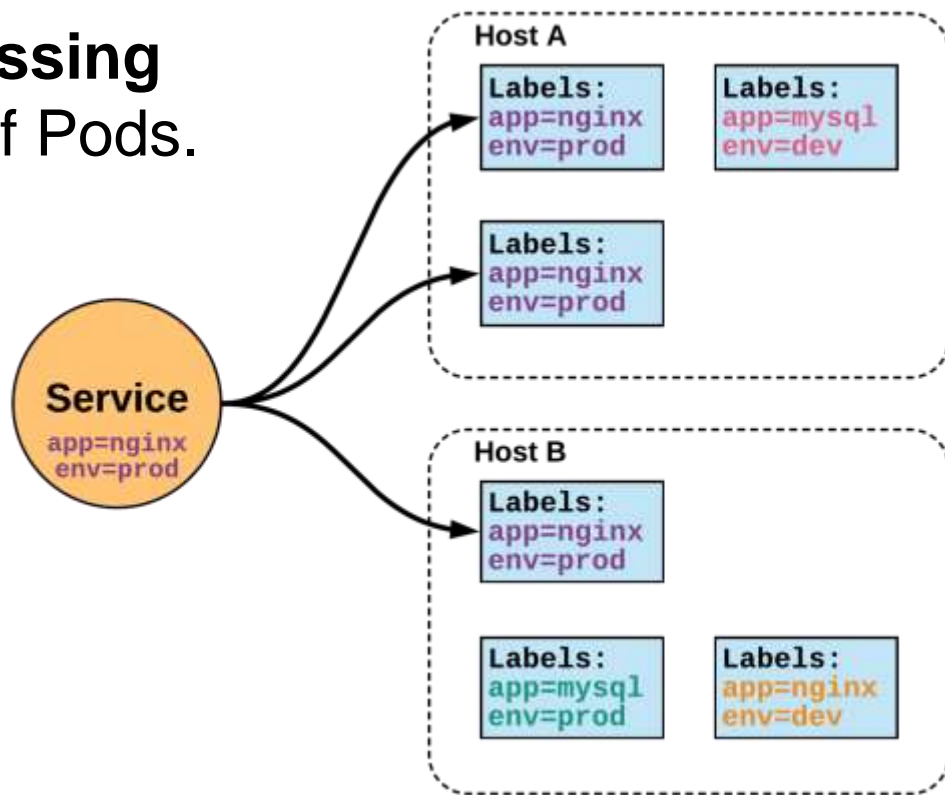 ssing
f Pods.
Host A
Labels:
app=nginx
env=prod
Labels:
app=mysql
env=dev
Labels:
app=nginx
env=prod
Service
app=nginx
env=prod
Host B
Labels:
app=nginx
env=prod
Labels:
app=mysql
env=prod
Labels:
app=nginx
env=dev